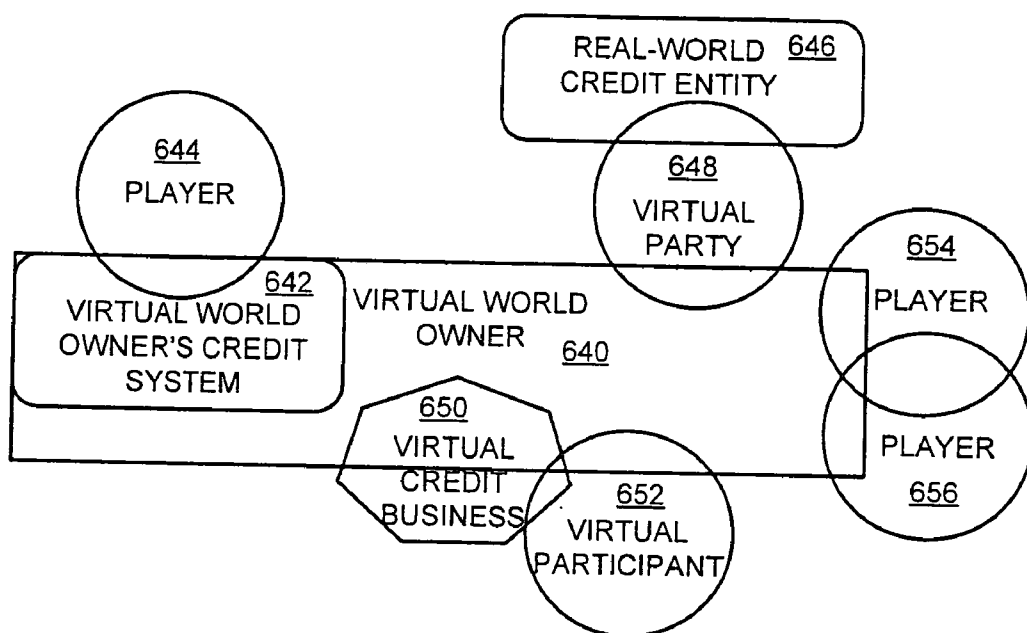 REAL-WORLD 646
CREDIT ENTITY
644
PLAYER
648
VIRTUAL
PARTY
654
PLAYER
642
VIRTUAL WORLD
OWNER'S CREDIT
SYSTEM
VIRTUAL WORLD
OWNER
640
650
VIRTUAL
CREDIT
BUSINESS
652
VIRTUAL
PARTICIPANT
PLAYER
656